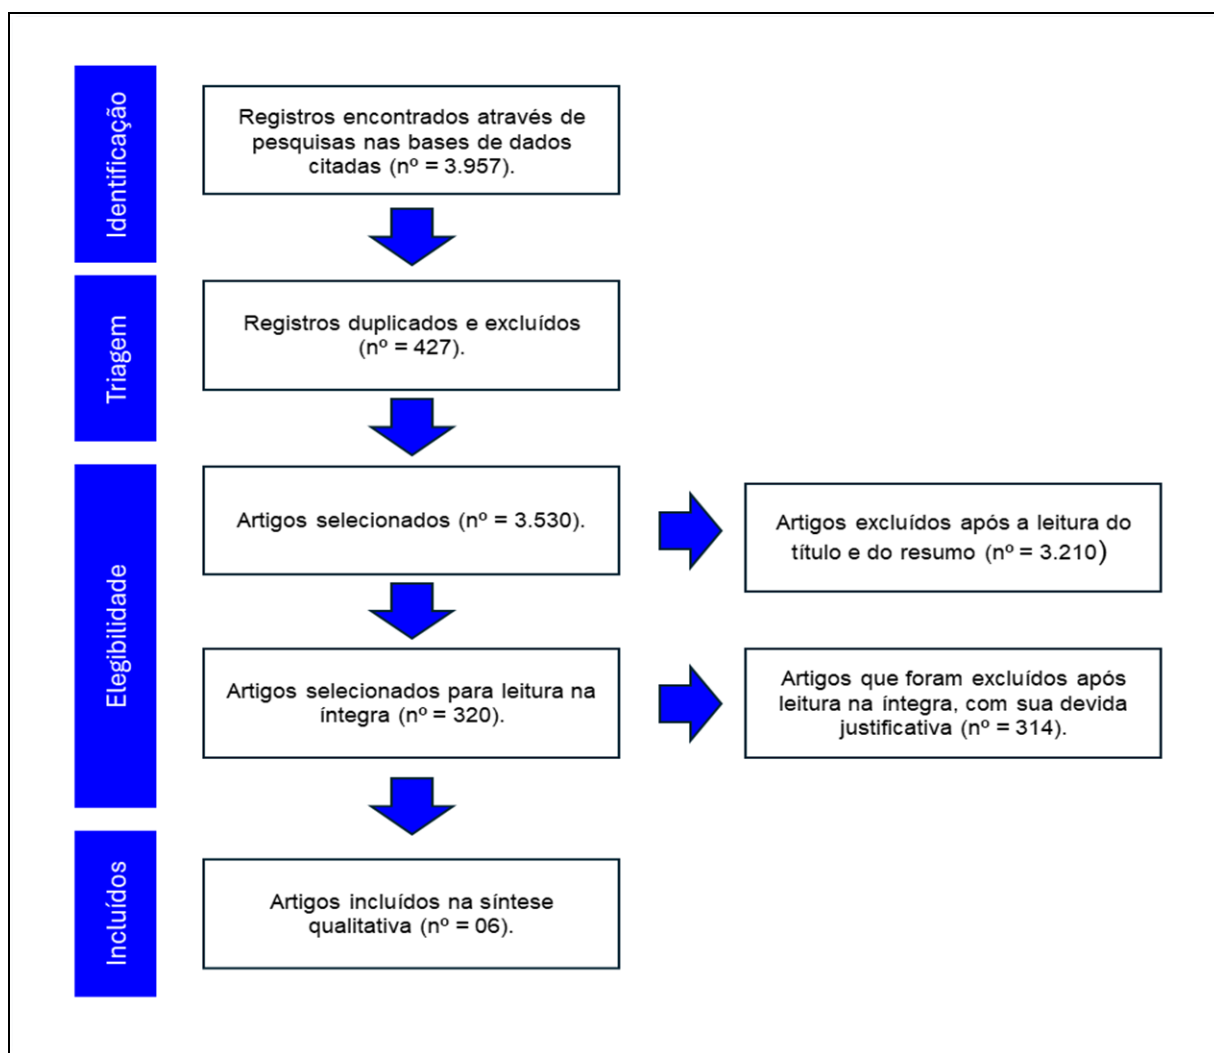 Identificação
Registros encontrados através de
pesquisas nas bases de dados
citadas (nº = 3.957).
Triagem
Registros duplicados e excluídos
(nº = 427).
Elegibilidade
Artigos selecionados (nº = 3.530).
Artigos excluídos após a leitura do
título e do resumo (nº = 3.210)
Artigos selecionados para leitura na
íntegra (nº = 320).
Artigos que foram excluídos após
leitura na íntegra, com sua devida
justificativa (nº = 314).
Incluídos
Artigos incluídos na síntese
qualitativa (nº = 06).